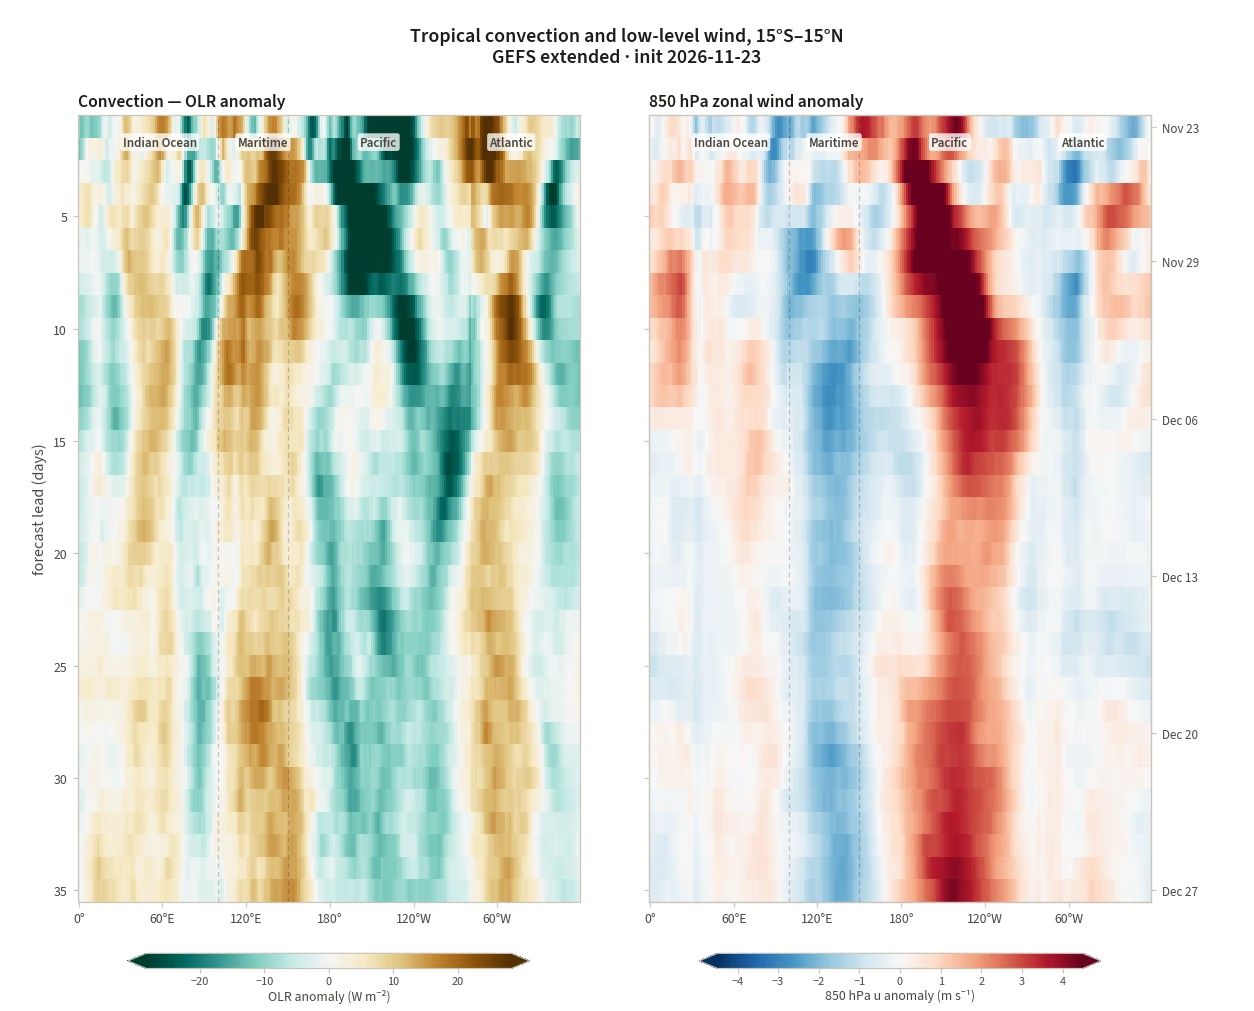 Tropical convection and low-level wind, 15°S–15°N
GEFS extended · init 2026-11-23
Convection — OLR anomaly
Indian Ocean
Maritime
Pacific
Atlantic
forecast lead (days)
5
10
15
20
25
30
35
0°
60°E
120°E
180°
120°W
60°W
−20
−10
0
10
20
OLR anomaly (W m⁻²)
850 hPa zonal wind anomaly
Indian Ocean
Maritime
Pacific
Atlantic
Nov 23
Nov 29
Dec 06
Dec 13
Dec 20
Dec 27
0°
60°E
120°E
180°
120°W
60°W
−4
−3
−2
−1
0
1
2
3
4
850 hPa u anomaly (m s⁻¹)